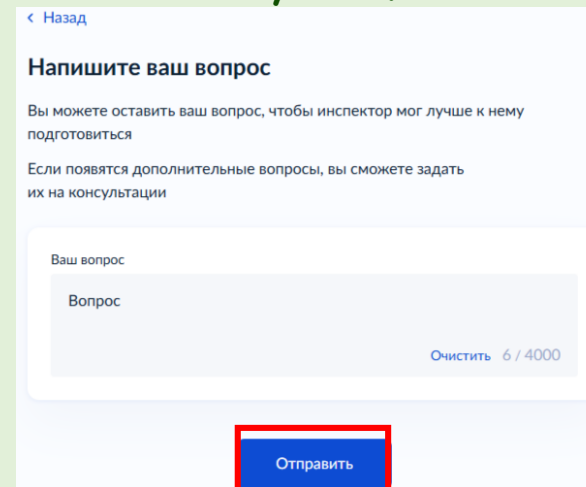 Назад
Напишите ваш вопрос
Вы можете оставить ваш вопрос, чтобы инспектор мог лучше к нему
подготовиться
Если появятся дополнительные вопросы, вы сможете задать
их на консультации
Ваш вопрос
Вопрос
Очистить 6 / 4000
Отправить